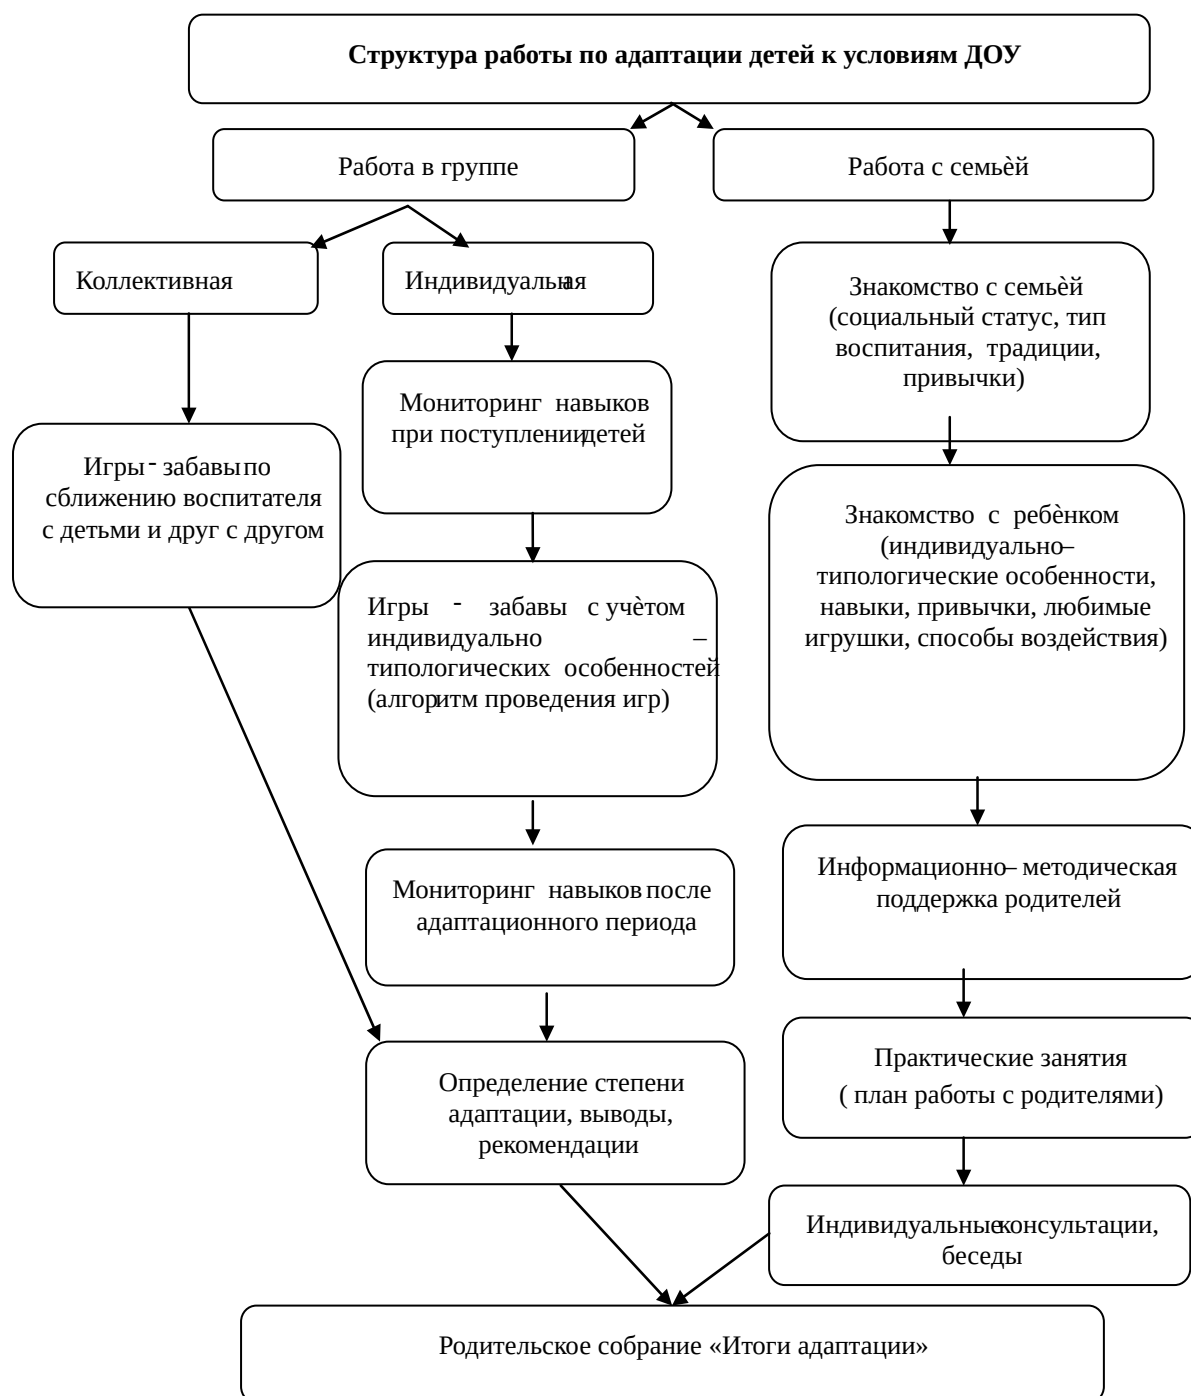 Структура работы по адаптации детей к условиям ДОУ
Работа в группе
Работа с семьѐй
Коллективная
Индивидуальная
Знакомство с семьѐй
(социальный статус, тип
воспитания, традиции,
привычки)
Мониторинг навыков
при поступлении детей
Игры - забавы по
сближению воспитателя
с детьми и друг с другом
Знакомство с ребѐнком
(индивидуально–
типологические особенности,
навыки, привычки, любимые
игрушки, способы воздействия)
Игры - забавы с учѐтом
индивидуально –
типологических особенностей
(алгоритм проведения игр)
Информационно– методическая
поддержка родителей
Мониторинг навыков после
адаптационного периода
Практические занятия
( план работы с родителями)
Определение степени
адаптации, выводы,
рекомендации
Индивидуальные консультации,
беседы
Родительское собрание «Итоги адаптации»